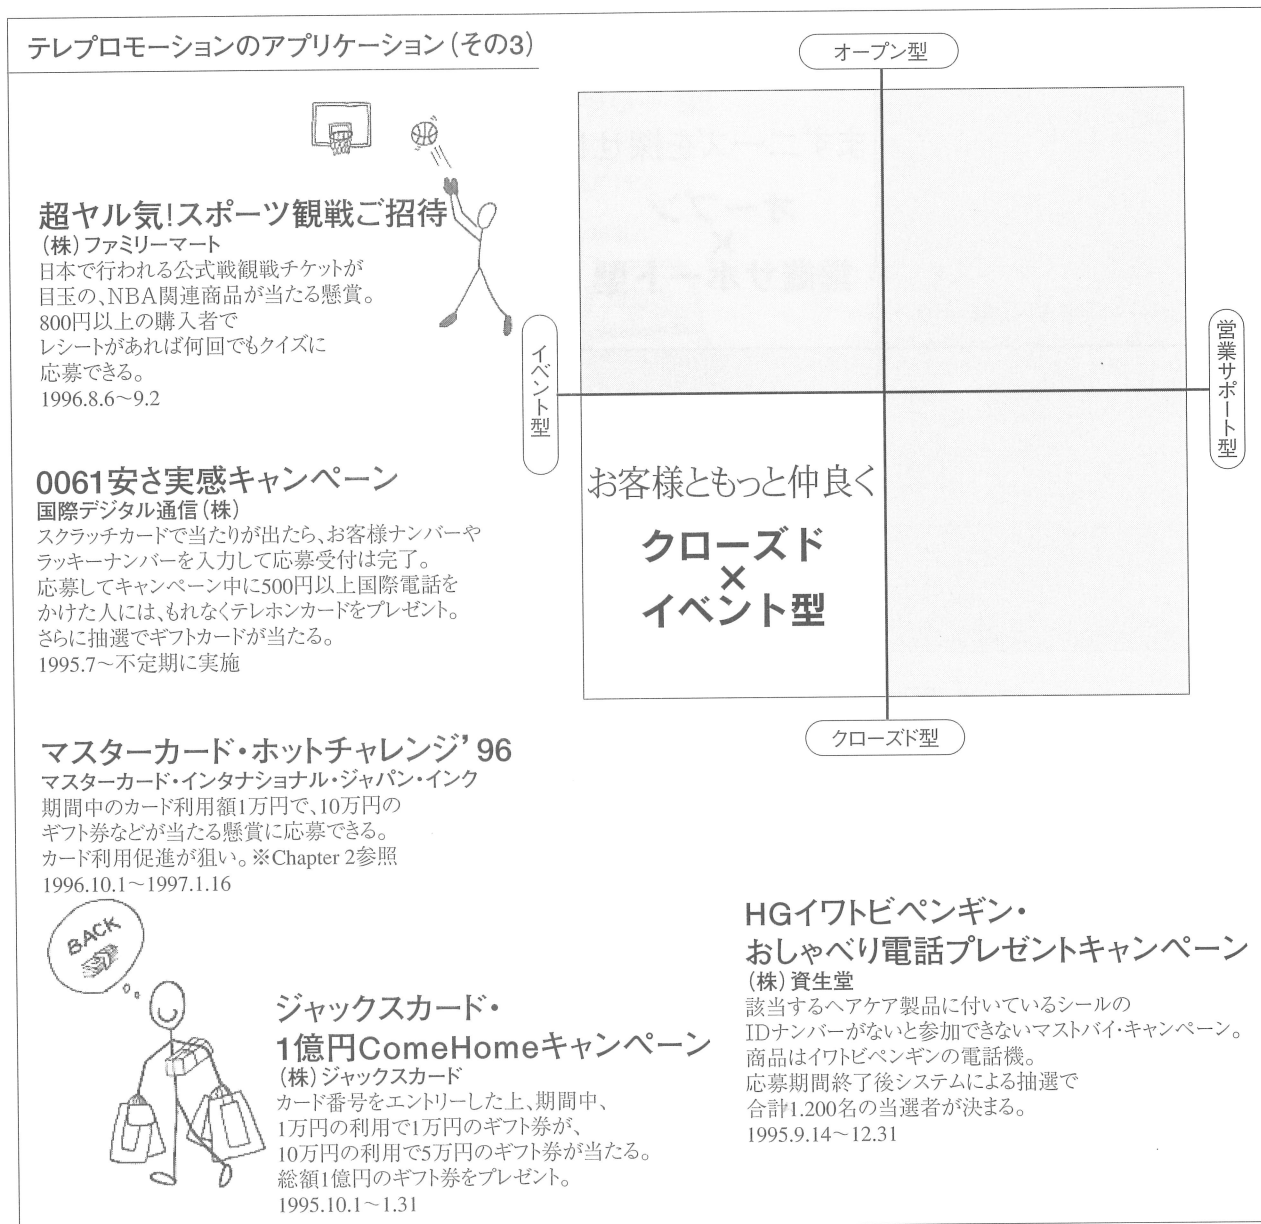 テレプロモーションのアプリケーション(その3)
オープン型
イベント型
営業サポート型
クローズド型
お客様ともっと仲良く
クローズド
×
イベント型
超ヤル気!スポーツ観戦ご招待
(株)ファミリーマート
日本で行われる公式戦観戦チケットが
目玉の、NBA関連商品が当たる懸賞。
800円以上の購入者で
レシートがあれば何回でもクイズに
応募できる。
1996.8.6〜9.2
0061安さ実感キャンペーン
国際デジタル通信(株)
スクラッチカードで当たりが出たら、お客様ナンバーや
ラッキーナンバーを入力して応募受付は完了。
応募してキャンペーン中に500円以上国際電話を
かけた人には、もれなくテレホンカードをプレゼント。
さらに抽選でギフトカードが当たる。
1995.7〜不定期に実施
マスターカード・ホットチャレンジ’96
マスターカード・インタナショナル・ジャパン・インク
期間中のカード利用額1万円で、10万円の
ギフト券などが当たる懸賞に応募できる。
カード利用促進が狙い。※Chapter 2参照
1996.10.1〜1997.1.16
BACK
ジャックスカード・
1億円ComeHomeキャンペーン
(株)ジャックスカード
カード番号をエントリーした上、期間中、
1万円の利用で1万円のギフト券が、
10万円の利用で5万円のギフト券が当たる。
総額1億円のギフト券をプレゼント。
1995.10.1〜1.31
HGイワトビペンギン・
おしゃべり電話プレゼントキャンペーン
(株)資生堂
該当するヘアケア製品に付いているシールの
IDナンバーがないと参加できないマストバイ・キャンペーン。
商品はイワトビペンギンの電話機。
応募期間終了後システムによる抽選で
合計1.200名の当選者が決まる。
1995.9.14〜12.31